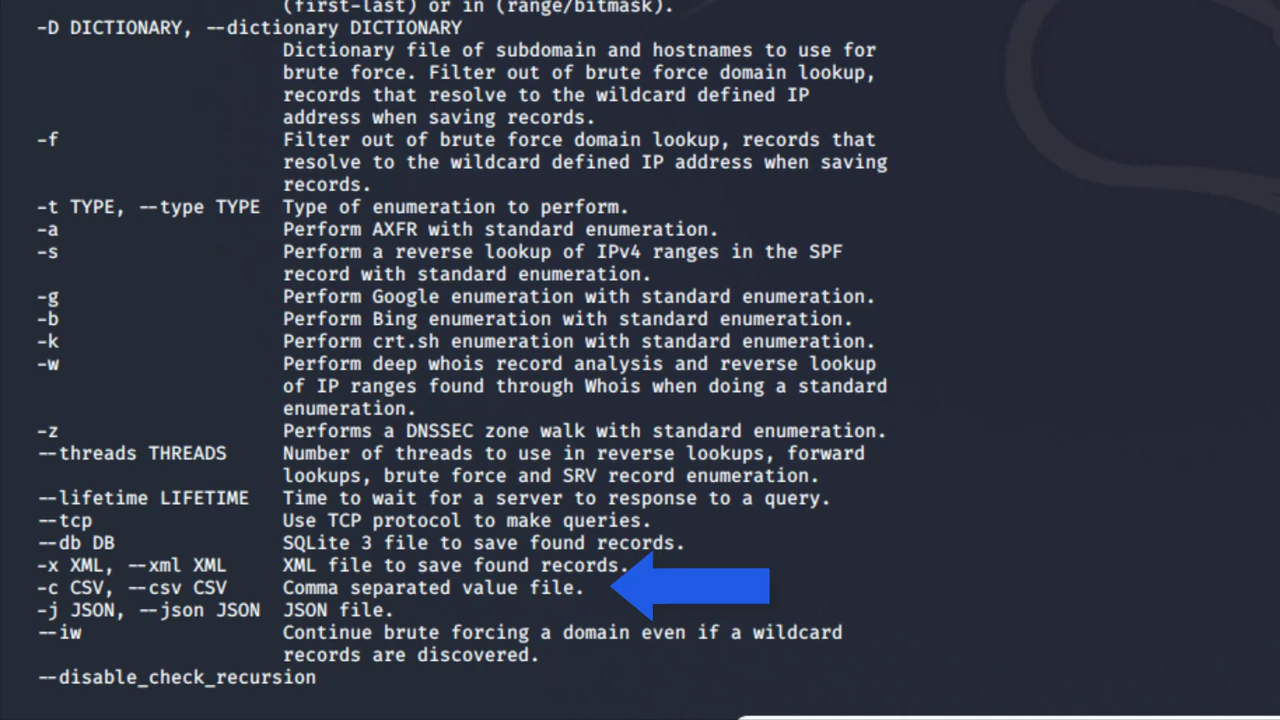 (first-last) or in (range/bitmask).
-D DICTIONARY, --dictionary DICTIONARY
Dictionary file of subdomain and hostnames to use for
brute force. Filter out of brute force domain lookup,
records that resolve to the wildcard defined IP
address when saving records.
-f Filter out of brute force domain lookup, records that
resolve to the wildcard defined IP address when saving
records.
-t TYPE, --type TYPE Type of enumeration to perform.
-a Perform AXFR with standard enumeration.
-s Perform a reverse lookup of IPv4 ranges in the SPF
record with standard enumeration.
-g Perform Google enumeration with standard enumeration.
-b Perform Bing enumeration with standard enumeration.
-k Perform crt.sh enumeration with standard enumeration.
-w Perform deep whois record analysis and reverse lookup
of IP ranges found through Whois when doing a standard
enumeration.
-z Performs a DNSSEC zone walk with standard enumeration.
--threads THREADS Number of threads to use in reverse lookups, forward
lookups, brute force and SRV record enumeration.
--lifetime LIFETIME Time to wait for a server to response to a query.
--tcp Use TCP protocol to make queries.
--db DB SQLite 3 file to save found records.
-x XML, --xml XML XML file to save found records.
-c CSV, --csv CSV Comma separated value file.
-j JSON, --json JSON JSON file.
--iw Continue brute forcing a domain even if a wildcard
records are discovered.
--disable_check_recursion